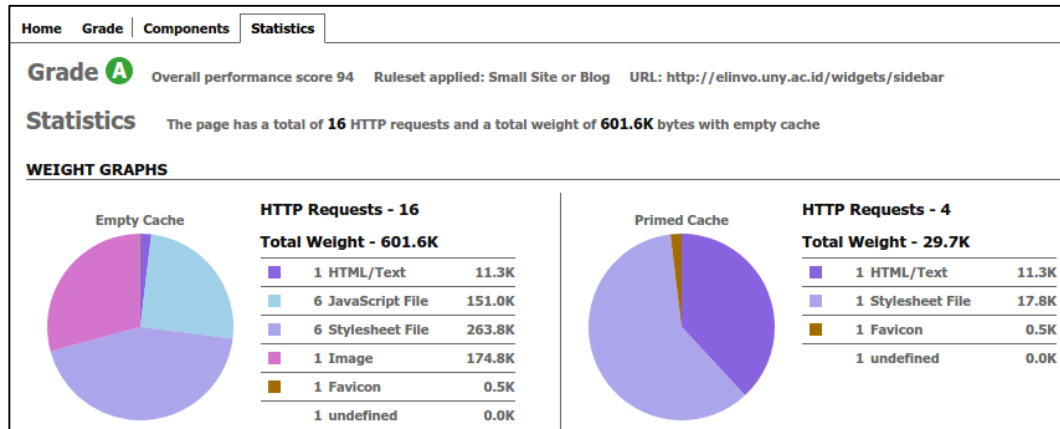 Home Grade Components Statistics
Grade A Overall performance score 94 Ruleset applied: Small Site or Blog URL: http://elinvo.uny.ac.id/widgets/sidebar
Statistics The page has a total of 16 HTTP requests and a total weight of 601.6K bytes with empty cache
WEIGHT GRAPHS
Empty Cache
HTTP Requests - 16
Total Weight - 601.6K
1 HTML/Text 11.3K
6 JavaScript File 151.0K
6 Stylesheet File 263.8K
1 Image 174.8K
1 Favicon 0.5K
1 undefined 0.0K
Primed Cache
HTTP Requests - 4
Total Weight - 29.7K
1 HTML/Text 11.3K
1 Stylesheet File 17.8K
1 Favicon 0.5K
1 undefined 0.0K